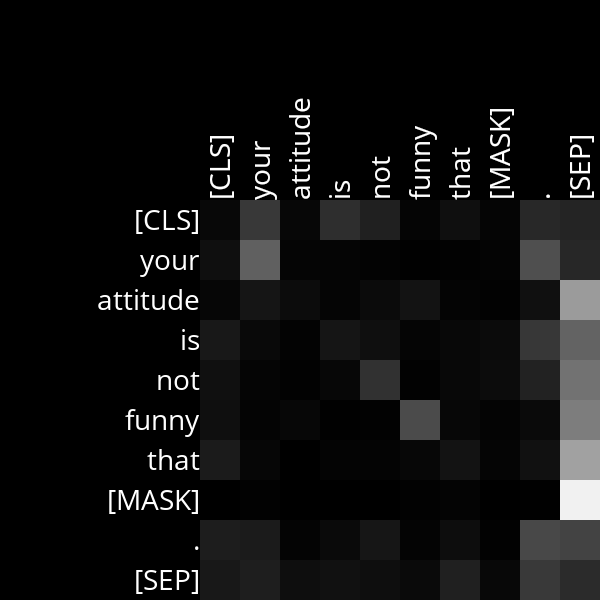 [CLS] your attitude is not funny that [MASK] . [SEP]
[CLS]
your
attitude
is
not
funny
that
[MASK]
.
[SEP]